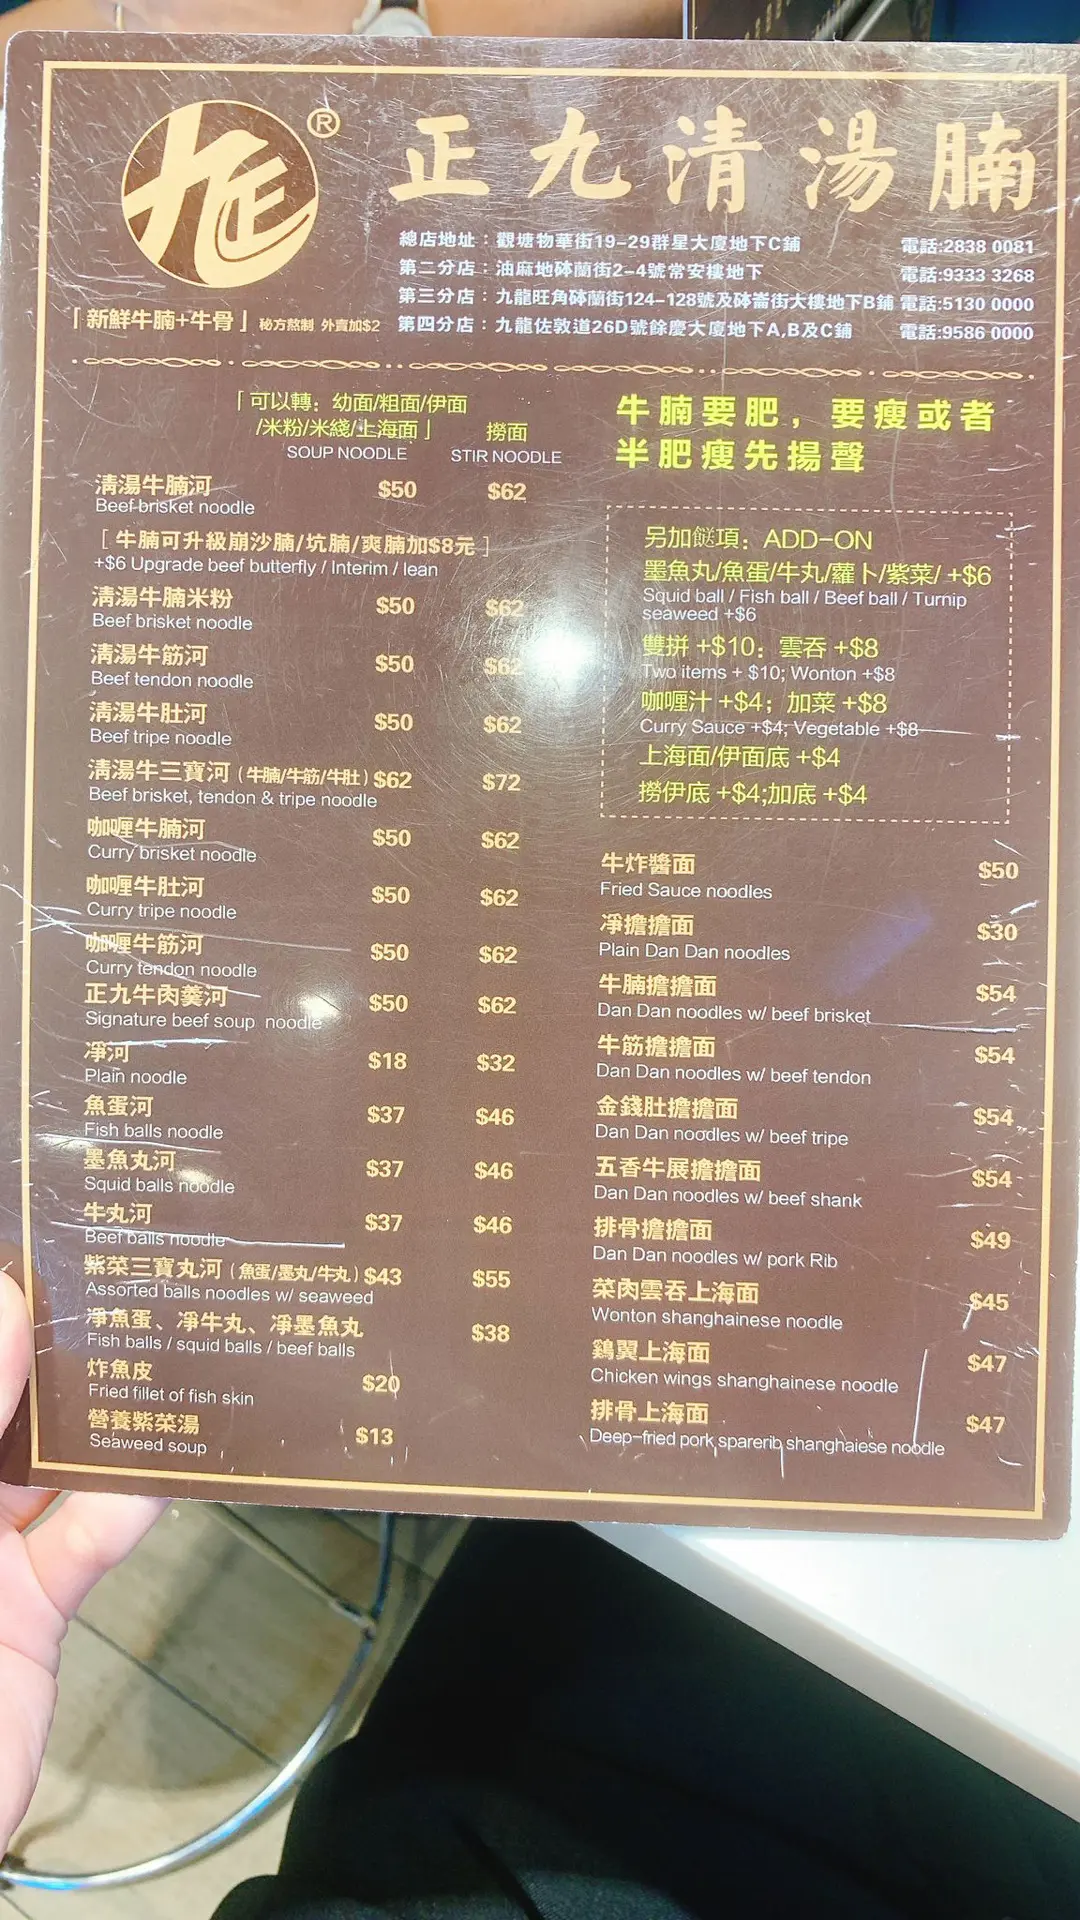 正九清湯腩
®
總店地址：觀塘物華街19-29群星大廈地下C鋪 電話:2838 0081
第二分店：油麻地砵蘭街2-4號常安樓地下 電話:9333 3268
第三分店：九龍旺角砵蘭街124-128號及砵崙街大樓地下B鋪 電話:5130 0000
第四分店：九龍佐敦道26D號餘慶大廈地下A,B及C鋪 電話:9586 0000
「新鮮牛腩+牛骨」秘方熬制 外賣加$2
「可以轉：幼面/粗面/伊面
/米粉/米綫/上海面」 撈面
SOUP NOODLE STIR NOODLE
清湯牛腩河 $50 $62
Beef brisket noodle
［牛腩可升級崩沙腩/坑腩/爽腩加$8元］
+$6 Upgrade beef butterfly / Interim / lean
清湯牛腩米粉 $50 $62
Beef brisket noodle
清湯牛筋河 $50 $62
Beef tendon noodle
清湯牛肚河 $50 $62
Beef tripe noodle
清湯牛三寶河（牛腩/牛筋/牛肚）$62 $72
Beef brisket, tendon & tripe noodle
咖喱牛腩河 $50 $62
Curry brisket noodle
咖喱牛肚河 $50 $62
Curry tripe noodle
咖喱牛筋河 $50 $62
Curry tendon noodle
正九牛肉羹河 $50 $62
Signature beef soup noodle
凈河 $18 $32
Plain noodle
魚蛋河 $37 $46
Fish balls noodle
墨魚丸河 $37 $46
Squid balls noodle
牛丸河 $37 $46
Beef balls noodle
紫菜三寶丸河（魚蛋/墨丸/牛丸）$43 $55
Assorted balls noodles w/ seaweed
凈魚蛋、凈牛丸、凈墨魚丸 $38
Fish balls / squid balls / beef balls
炸魚皮 $20
Fried fillet of fish skin
營養紫菜湯 $13
Seaweed soup
牛腩要肥，要瘦或者
半肥瘦先揚聲
另加餸項：ADD-ON
墨魚丸/魚蛋/牛丸/蘿卜/紫菜/ +$6
Squid ball / Fish ball / Beef ball / Turnip
seaweed +$6
雙拼 +$10；雲吞 +$8
Two items + $10; Wonton +$8
咖喱汁 +$4；加菜 +$8
Curry Sauce +$4; Vegetable +$8
上海面/伊面底 +$4
撈伊底 +$4;加底 +$4
牛炸醬面 $50
Fried Sauce noodles
凈擔擔面 $30
Plain Dan Dan noodles
牛腩擔擔面 $54
Dan Dan noodles w/ beef brisket
牛筋擔擔面 $54
Dan Dan noodles w/ beef tendon
金錢肚擔擔面 $54
Dan Dan noodles w/ beef tripe
五香牛展擔擔面 $54
Dan Dan noodles w/ beef shank
排骨擔擔面 $49
Dan Dan noodles w/ pork Rib
菜肉雲吞上海面 $45
Wonton shanghainese noodle
鷄翼上海面 $47
Chicken wings shanghainese noodle
排骨上海面 $47
Deep-fried pork sparerib shanghaiese noodle